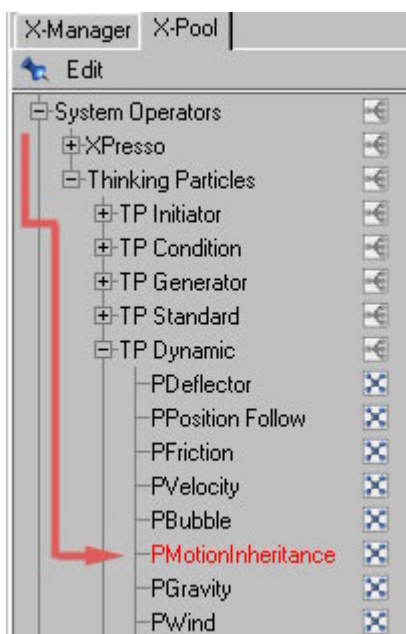 X-Manager X-Pool
Edit
System Operators
XPresso
Thinking Particles
TP Initiator
TP Condition
TP Generator
TP Standard
TP Dynamic
PDeflector
PPosition Follow
PFriction
PVelocity
PBubble
PMotionInheritance
PGravity
PWind